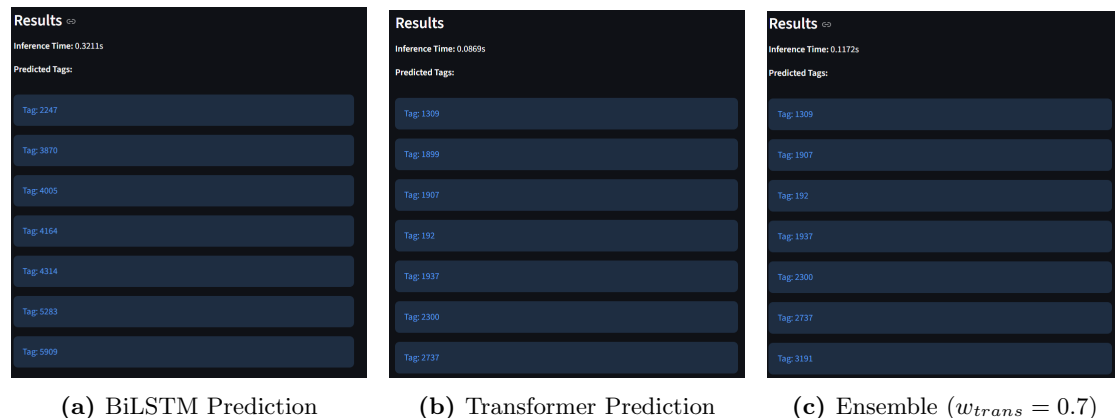 Results
Inference Time: 0.3211s
Predicted Tags:
Tag: 2247
Tag: 3870
Tag: 4005
Tag: 4164
Tag: 4314
Tag: 5283
Tag: 5909
(a) BiLSTM Prediction
Results
Inference Time: 0.0869s
Predicted Tags:
Tag: 1309
Tag: 1899
Tag: 1907
Tag: 192
Tag: 1937
Tag: 2300
Tag: 2737
(b) Transformer Prediction
Results
Inference Time: 0.1172s
Predicted Tags:
Tag: 1309
Tag: 1907
Tag: 192
Tag: 1937
Tag: 2300
Tag: 2737
Tag: 3191
(c) Ensemble (w_trans = 0.7)